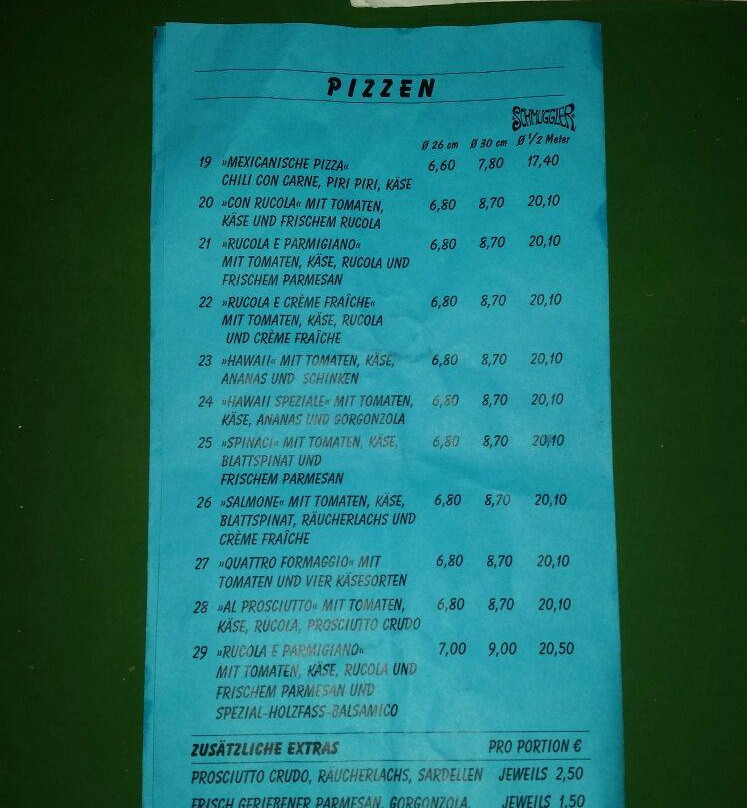 PIZZEN
SCHMUGGLER
Ø 26 cm Ø 30 cm Ø 1/2 Meter
19 »MEXICANISCHE PIZZA« 6,60 7,80 17,40
CHILI CON CARNE, PIRI PIRI, KÄSE
20 »CON RUCOLA« MIT TOMATEN, 6,80 8,70 20,10
KÄSE UND FRISCHEM RUCOLA
21 »RUCOLA E PARMIGIANO« 6,80 8,70 20,10
MIT TOMATEN, KÄSE, RUCOLA UND
FRISCHEM PARMESAN
22 »RUCOLA E CRÈME FRAÎCHE« 6,80 8,70 20,10
MIT TOMATEN, KÄSE, RUCOLA
UND CRÈME FRAÎCHE
23 »HAWAII« MIT TOMATEN, KÄSE, 6,80 8,70 20,10
ANANAS UND SCHINKEN
24 »HAWAII SPEZIALE« MIT TOMATEN, 6,80 8,70 20,10
KÄSE, ANANAS UND GORGONZOLA
25 »SPINACI« MIT TOMATEN, KÄSE, 6,80 8,70 20,10
BLATTSPINAT UND
FRISCHEM PARMESAN
26 »SALMONE« MIT TOMATEN, KÄSE, 6,80 8,70 20,10
BLATTSPINAT, RÄUCHERLACHS UND
CRÈME FRAÎCHE
27 »QUATTRO FORMAGGIO« MIT 6,80 8,70 20,10
TOMATEN UND VIER KÄSESORTEN
28 »AL PROSCIUTTO« MIT TOMATEN, 6,80 8,70 20,10
KÄSE, RUCOLA, PROSCIUTTO CRUDO
29 »RUCOLA E PARMIGIANO« 7,00 9,00 20,50
MIT TOMATEN, KÄSE, RUCOLA UND
FRISCHEM PARMESAN UND
SPEZIAL-HOLZFASS-BALSAMICO
ZUSÄTZLICHE EXTRAS PRO PORTION €
PROSCIUTTO CRUDO, RÄUCHERLACHS, SARDELLEN JEWEILS 2,50
FRISCH GERIEBENER PARMESAN, GORGONZOLA, JEWEILS 1,50